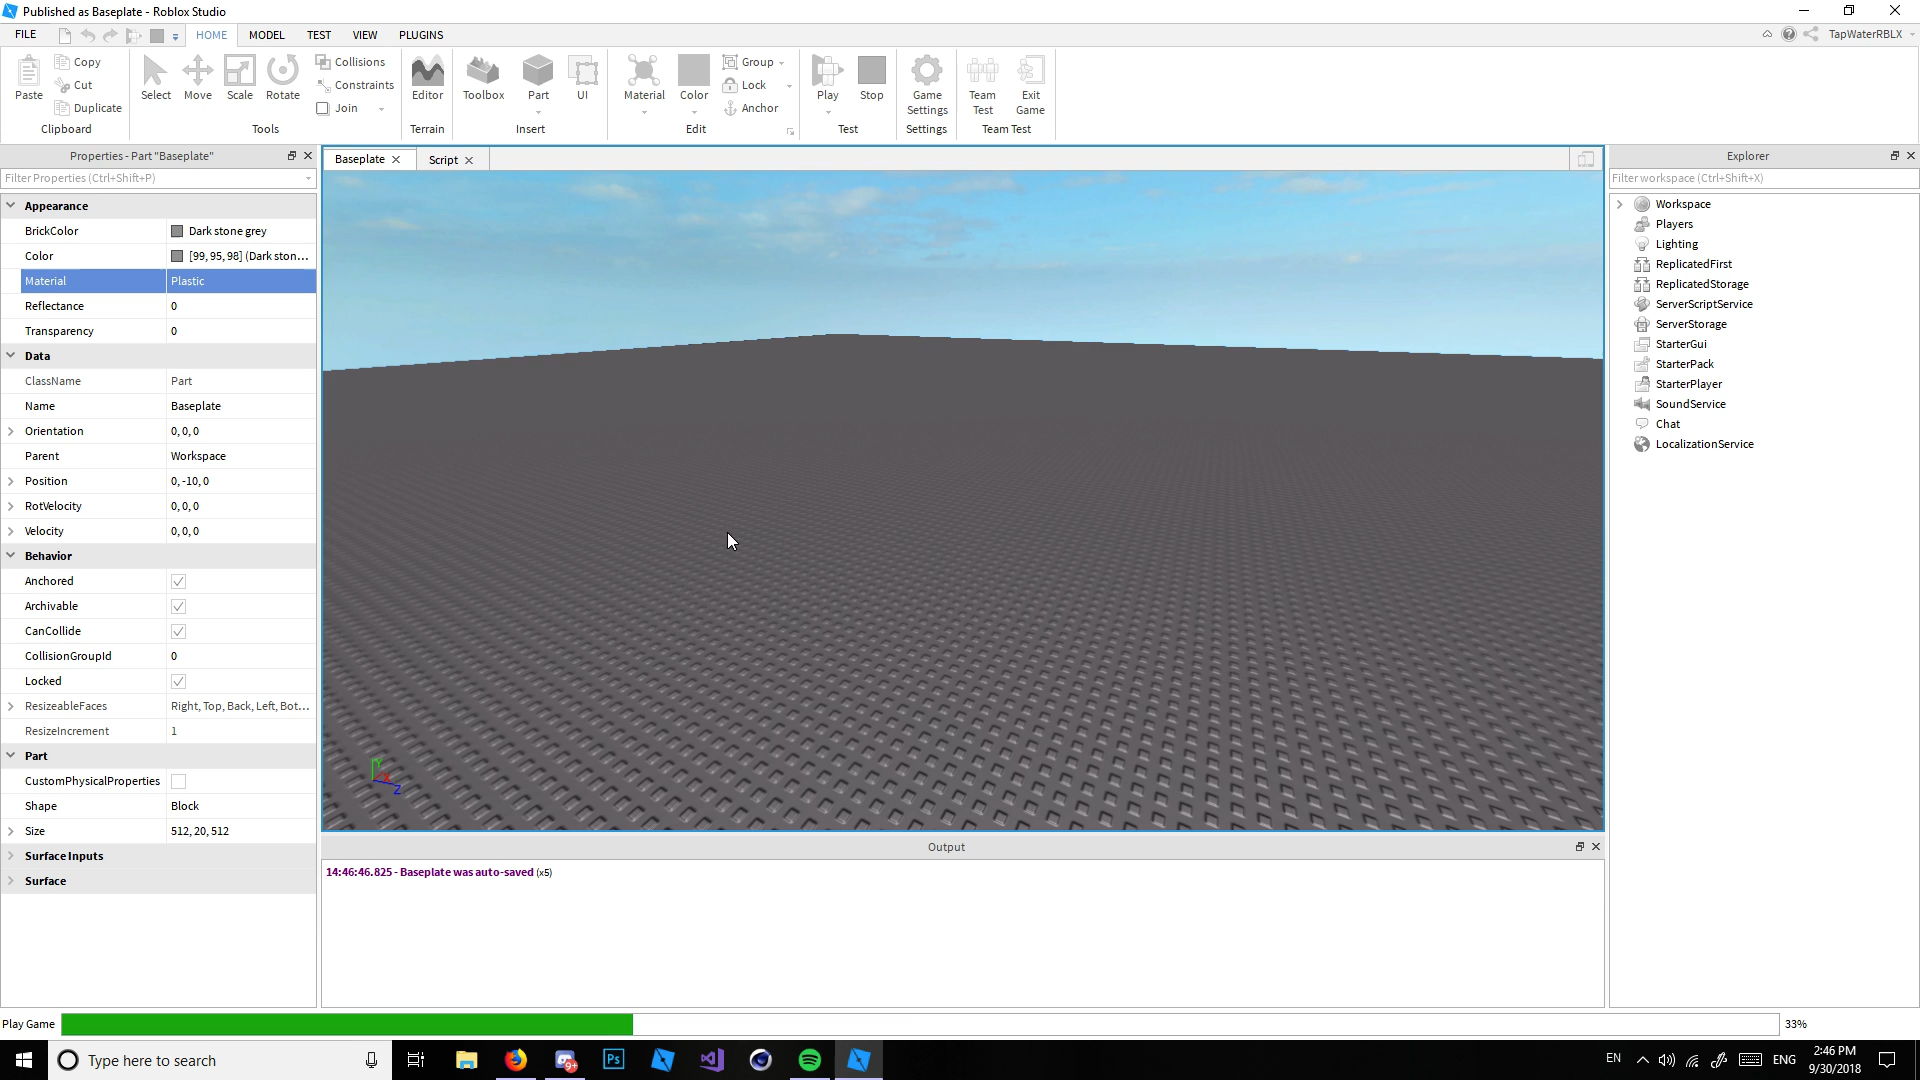 Published as Baseplate - Roblox Studio
FILE HOME MODEL TEST VIEW PLUGINS TapWaterRBLX
Paste Copy Cut Duplicate
Clipboard
Select Move Scale Rotate Collisions Constraints Join
Tools
Editor
Terrain
Toolbox Part UI
Insert
Material Color Group Lock Anchor
Edit
Play Stop
Test
Game Settings
Settings
Team Test Exit Game
Team Test
Properties - Part "Baseplate"
Filter Properties (Ctrl+Shift+P)
Appearance
BrickColor Dark stone grey
Color [99, 95, 98] (Dark ston...
Material Plastic
Reflectance 0
Transparency 0
Data
ClassName Part
Name Baseplate
Orientation 0, 0, 0
Parent Workspace
Position 0, -10, 0
RotVelocity 0, 0, 0
Velocity 0, 0, 0
Behavior
Anchored
Archivable
CanCollide
CollisionGroupId 0
Locked
ResizeableFaces Right, Top, Back, Left, Bot...
ResizeIncrement 1
Part
CustomPhysicalProperties
Shape Block
Size 512, 20, 512
Surface Inputs
Surface
Baseplate Script
Y
X
Z
Output
14:46:46.825 - Baseplate was auto-saved (x5)
Explorer
Filter workspace (Ctrl+Shift+X)
Workspace
Players
Lighting
ReplicatedFirst
ReplicatedStorage
ServerScriptService
ServerStorage
StarterGui
StarterPack
StarterPlayer
SoundService
Chat
LocalizationService
Play Game 33%
Type here to search
9+
Ps
EN ENG
2:46 PM
9/30/2018